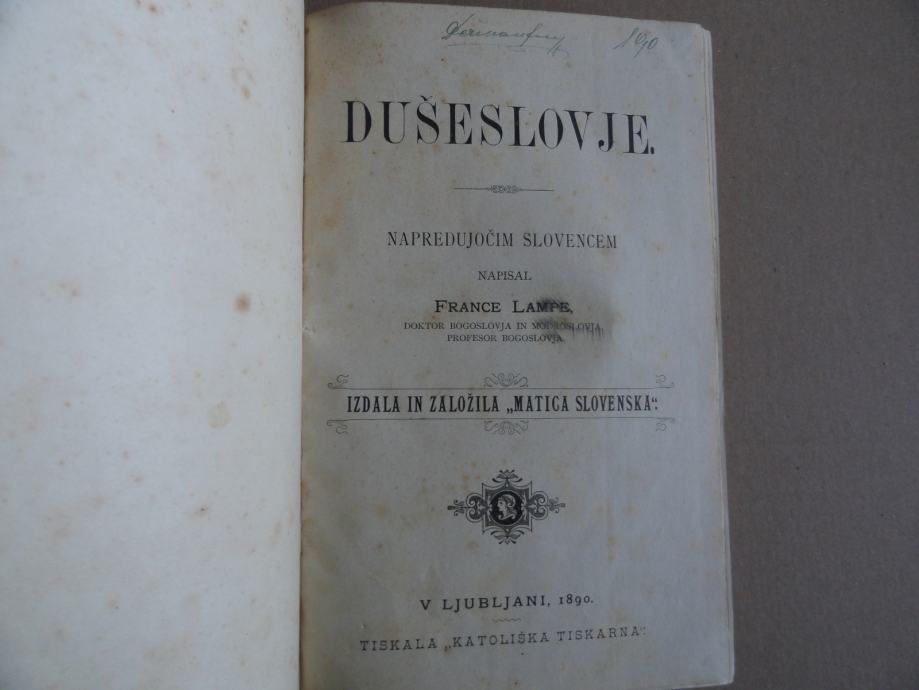 190
DUŠESLOVJE.
NAPREDUJOČIM SLOVENCEM
NAPISAL
FRANCE LAMPE,
DOKTOR BOGOSLOVJA IN MODROSLOVJA,
PROFESOR BOGOSLOVJA.
IZDALA IN ZALOŽILA „MATICA SLOVENSKA“.
V LJUBLJANI, 1890.
TISKALA „KATOLIŠKA TISKARNA“.